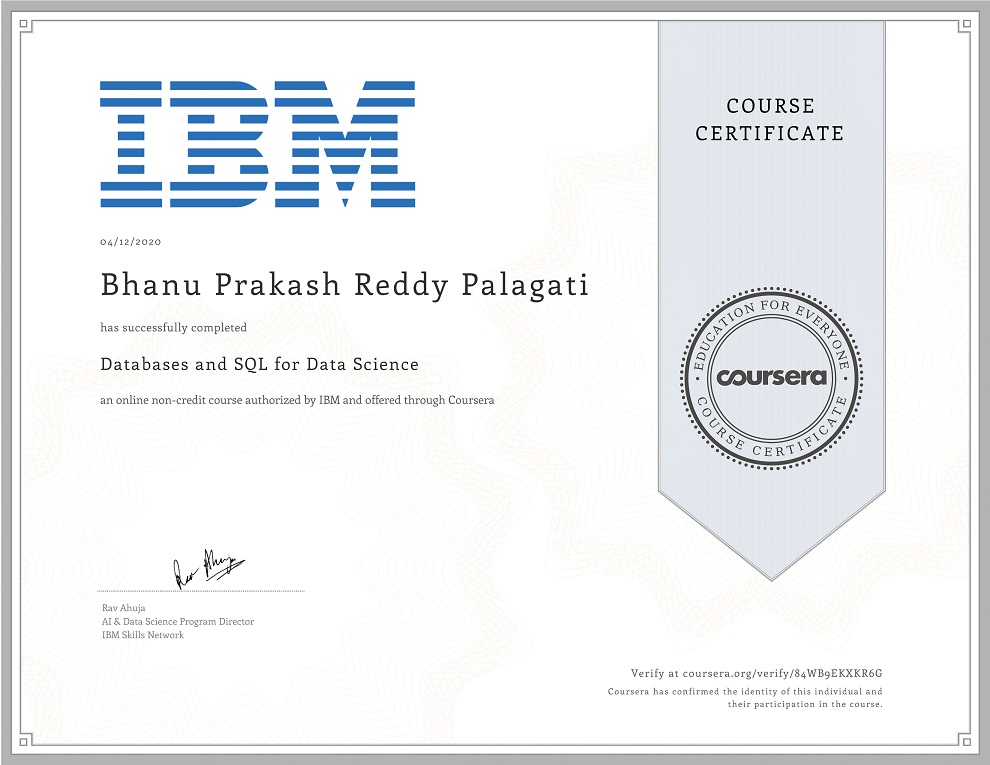 IBM
COURSE
CERTIFICATE
04/12/2020
Bhanu Prakash Reddy Palagati
has successfully completed
Databases and SQL for Data Science
an online non-credit course authorized by IBM and offered through Coursera
EDUCATION FOR EVERYONE
coursera
COURSE CERTIFICATE
Rav Ahuja
Rav Ahuja
AI & Data Science Program Director
IBM Skills Network
Verify at coursera.org/verify/84WB9EKXKR6G
Coursera has confirmed the identity of this individual and
their participation in the course.